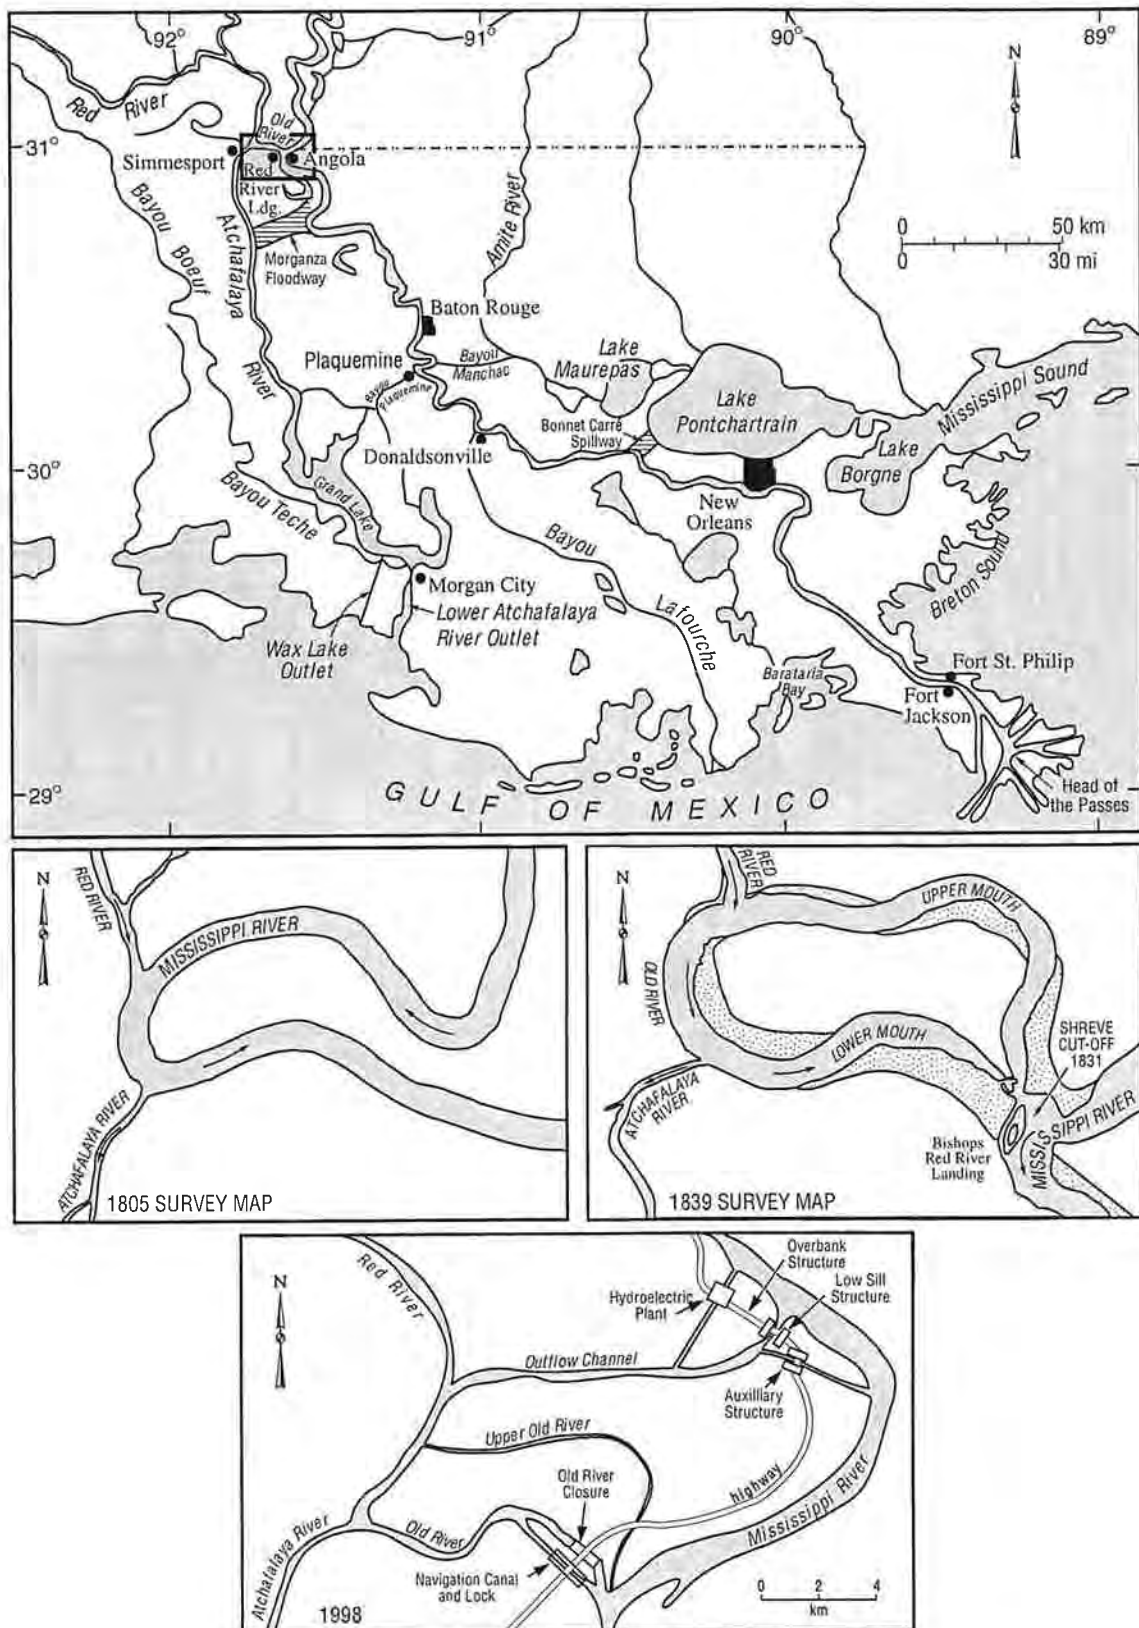 92°
91°
90°
89°
N
Red River
Old
River
31°
Simmesport
Angola
Red
River
Ldg.
0 50 km
0 30 mi
Bayou Boeuf
Atchafalaya
River
Morganza
Floodway
Amite River
Baton Rouge
Plaquemine
Bayou
Manchac
Bayou
Plaquemine
Lake
Maurepas
Lake
Pontchartrain
Mississippi Sound
Bonnet Carré
Spillway
Donaldsonville
Lake
Borgne
30°
New
Orleans
Grand Lake
Bayou Teche
Bayou
Lafourche
Breton Sound
Morgan City
Lower Atchafalaya
River Outlet
Wax Lake
Outlet
Barataria
Bay
Fort St. Philip
Fort
Jackson
29°
Head of
the Passes
GULF OF MEXICO
N
RED RIVER
MISSISSIPPI RIVER
ATCHAFALAYA RIVER
1805 SURVEY MAP
N
RED
RIVER
UPPER MOUTH
OLD RIVER
LOWER MOUTH
SHREVE
CUT-OFF
1831
ATCHAFALAYA
RIVER
MISSISSIPPI RIVER
Bishops
Red River
Landing
1839 SURVEY MAP
N
Red River
Overbank
Structure
Low Sill
Structure
Hydroelectric
Plant
Outflow Channel
Auxilliary
Structure
Upper Old River
Old River
Closure
highway
Mississippi River
Old River
Atchafalaya River
Navigation Canal
and Lock
0 2 4
km
1998